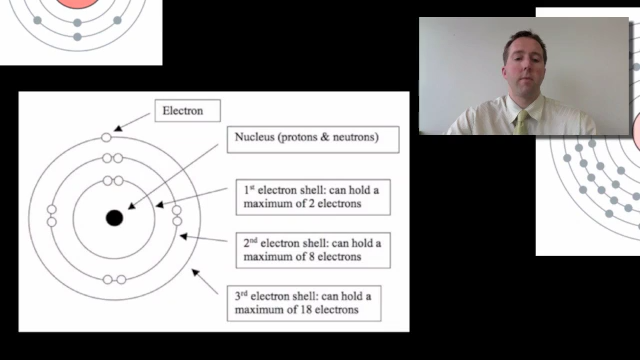 Electron
Nucleus (protons & neutrons)
1st electron shell: can hold a
maximum of 2 electrons
2nd electron shell: can hold a
maximum of 8 electrons
3rd electron shell: can hold a
maximum of 18 electrons